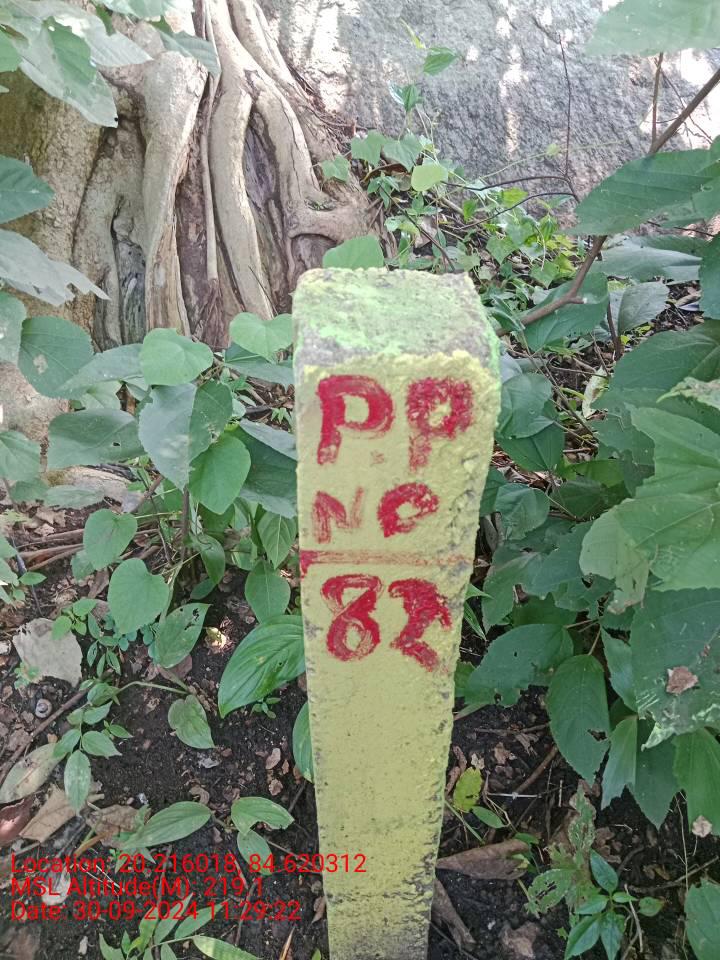 PP
No
82
Location: 20.216018, 84.620312
MSL Altitude(M). 219.1
Date: 30-09-2024 11:29:22